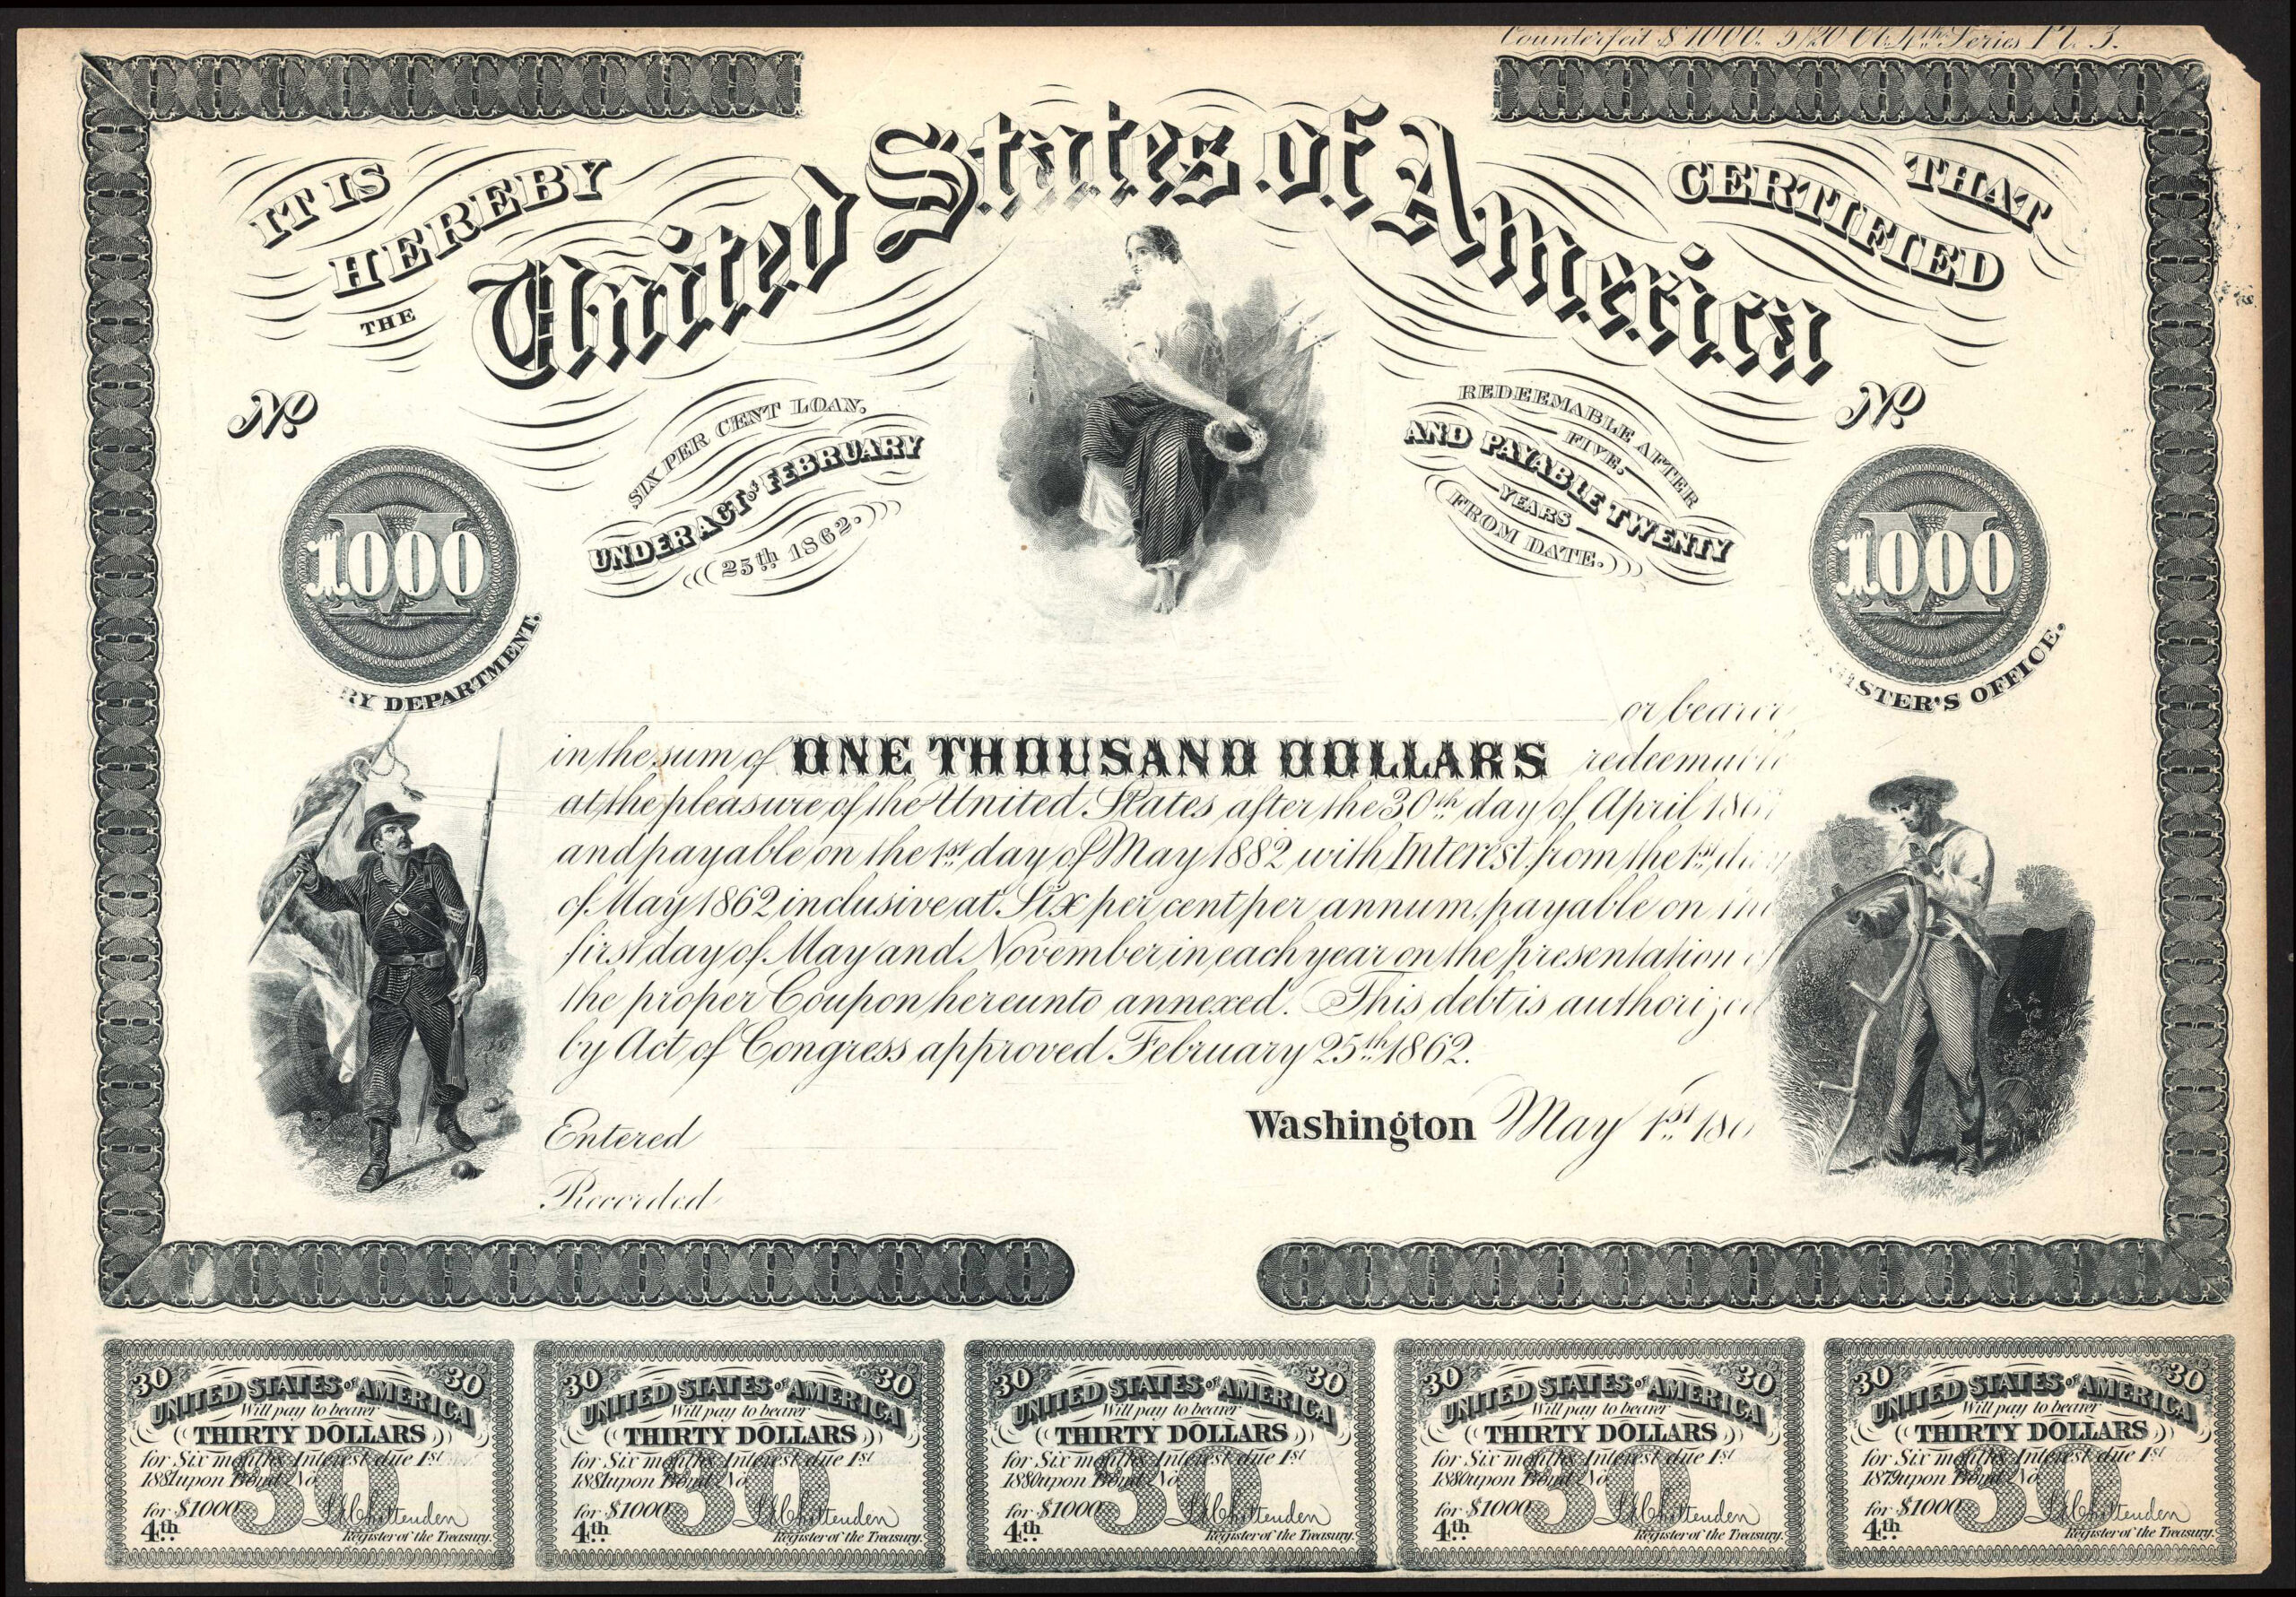 Counterfeit $1000. 5/20 Ct. 4th Series Pl. 3.
IT IS
HEREBY
THE
CERTIFIED
THAT
United States of America
No
No
SIX PER CENT LOAN,
UNDER ACT of FEBRUARY
25th 1862.
REDEEMABLE AFTER
FIVE,
AND PAYABLE TWENTY
YEARS
FROM DATE.
M
1000
M
1000
RY DEPARTMENT.
STER'S OFFICE.
or bearer
in the sum of ONE THOUSAND DOLLARS redeemable
at the pleasure of the United States after the 30th day of April 186
and payable on the 1st day of May 1882 with Interest from the 1st day
of May 1862 inclusive at Six per cent per annum, payable on the
first day of May and November in each year on the presentation of
the proper Coupon hereunto annexed. This debt is authorized
by Act of Congress approved February 25th 1862.
Washington May 1st 186
Entered
Recorded
30 30
UNITED STATES of AMERICA
Will pay to bearer
THIRTY DOLLARS
for Six months Interest due 1st
1881 upon Bond No
for $1000
30
4th
L E Chittenden
Register of the Treasury.
30 30
UNITED STATES of AMERICA
Will pay to bearer
THIRTY DOLLARS
for Six months Interest due 1st
1881 upon Bond No
for $1000
30
4th
L E Chittenden
Register of the Treasury.
30 30
UNITED STATES of AMERICA
Will pay to bearer
THIRTY DOLLARS
for Six months Interest due 1st
1880 upon Bond No
for $1000
30
4th
L E Chittenden
Register of the Treasury.
30 30
UNITED STATES of AMERICA
Will pay to bearer
THIRTY DOLLARS
for Six months Interest due 1st
1880 upon Bond No
for $1000
30
4th
L E Chittenden
Register of the Treasury.
30 30
UNITED STATES of AMERICA
Will pay to bearer
THIRTY DOLLARS
for Six months Interest due 1st
1879 upon Bond No
for $1000
30
4th
L E Chittenden
Register of the Treasury.